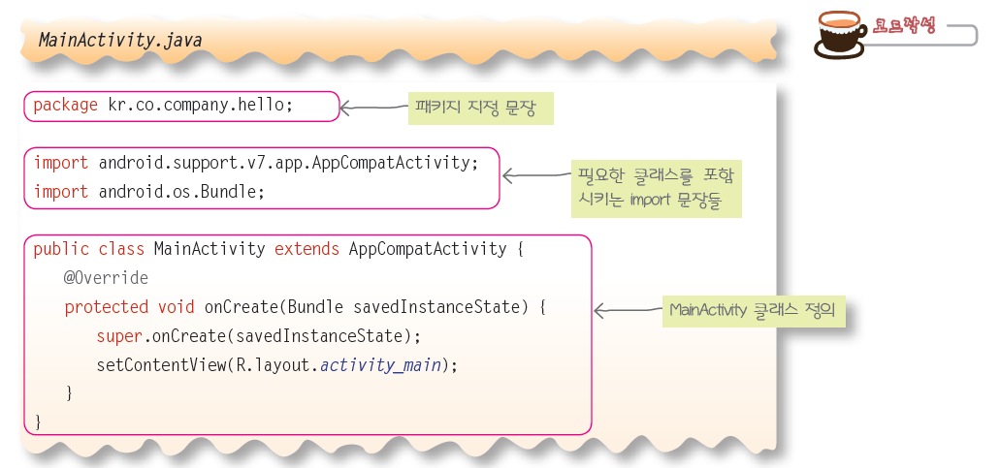 MainActivity.java
코드작성
package kr.co.company.hello;
패키지 지정 문장
import android.support.v7.app.AppCompatActivity;
import android.os.Bundle;
필요한 클래스를 포함
시키는 import 문장들
public class MainActivity extends AppCompatActivity {
@Override
protected void onCreate(Bundle savedInstanceState) {
super.onCreate(savedInstanceState);
setContentView(R.layout.activity_main);
}
}
MainActivity 클래스 정의